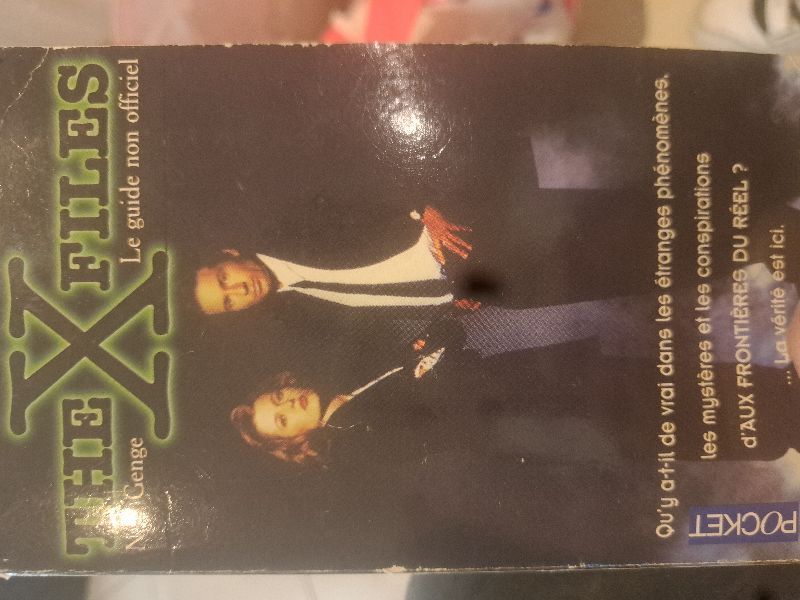 THE X FILES
Genge
Le guide non officiel
Qu'y a-t-il de vrai dans les étranges phénomènes,
les mystères et les conspirations
d'AUX FRONTIÈRES DU RÉEL ?
... La vérité est ici.
POCKET